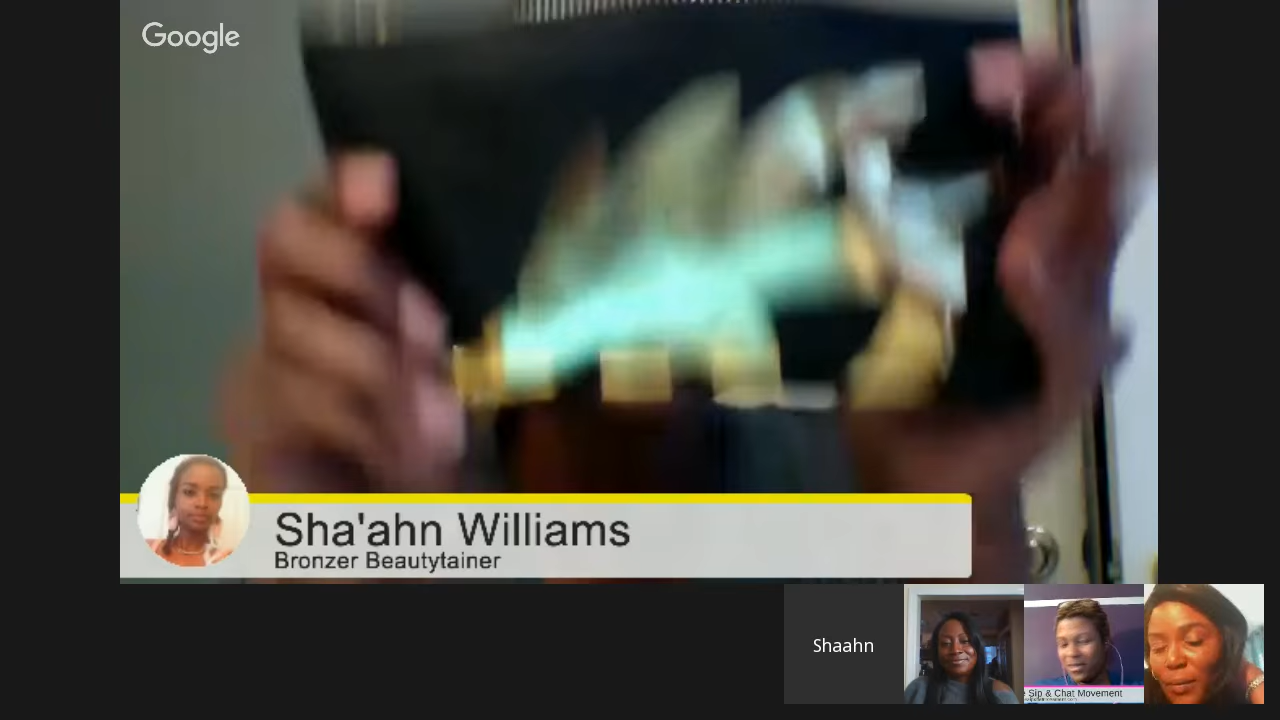 Google
Sha'ahn Williams
Bronzer Beautytainer
Shaahn
Sip & Chat Movement